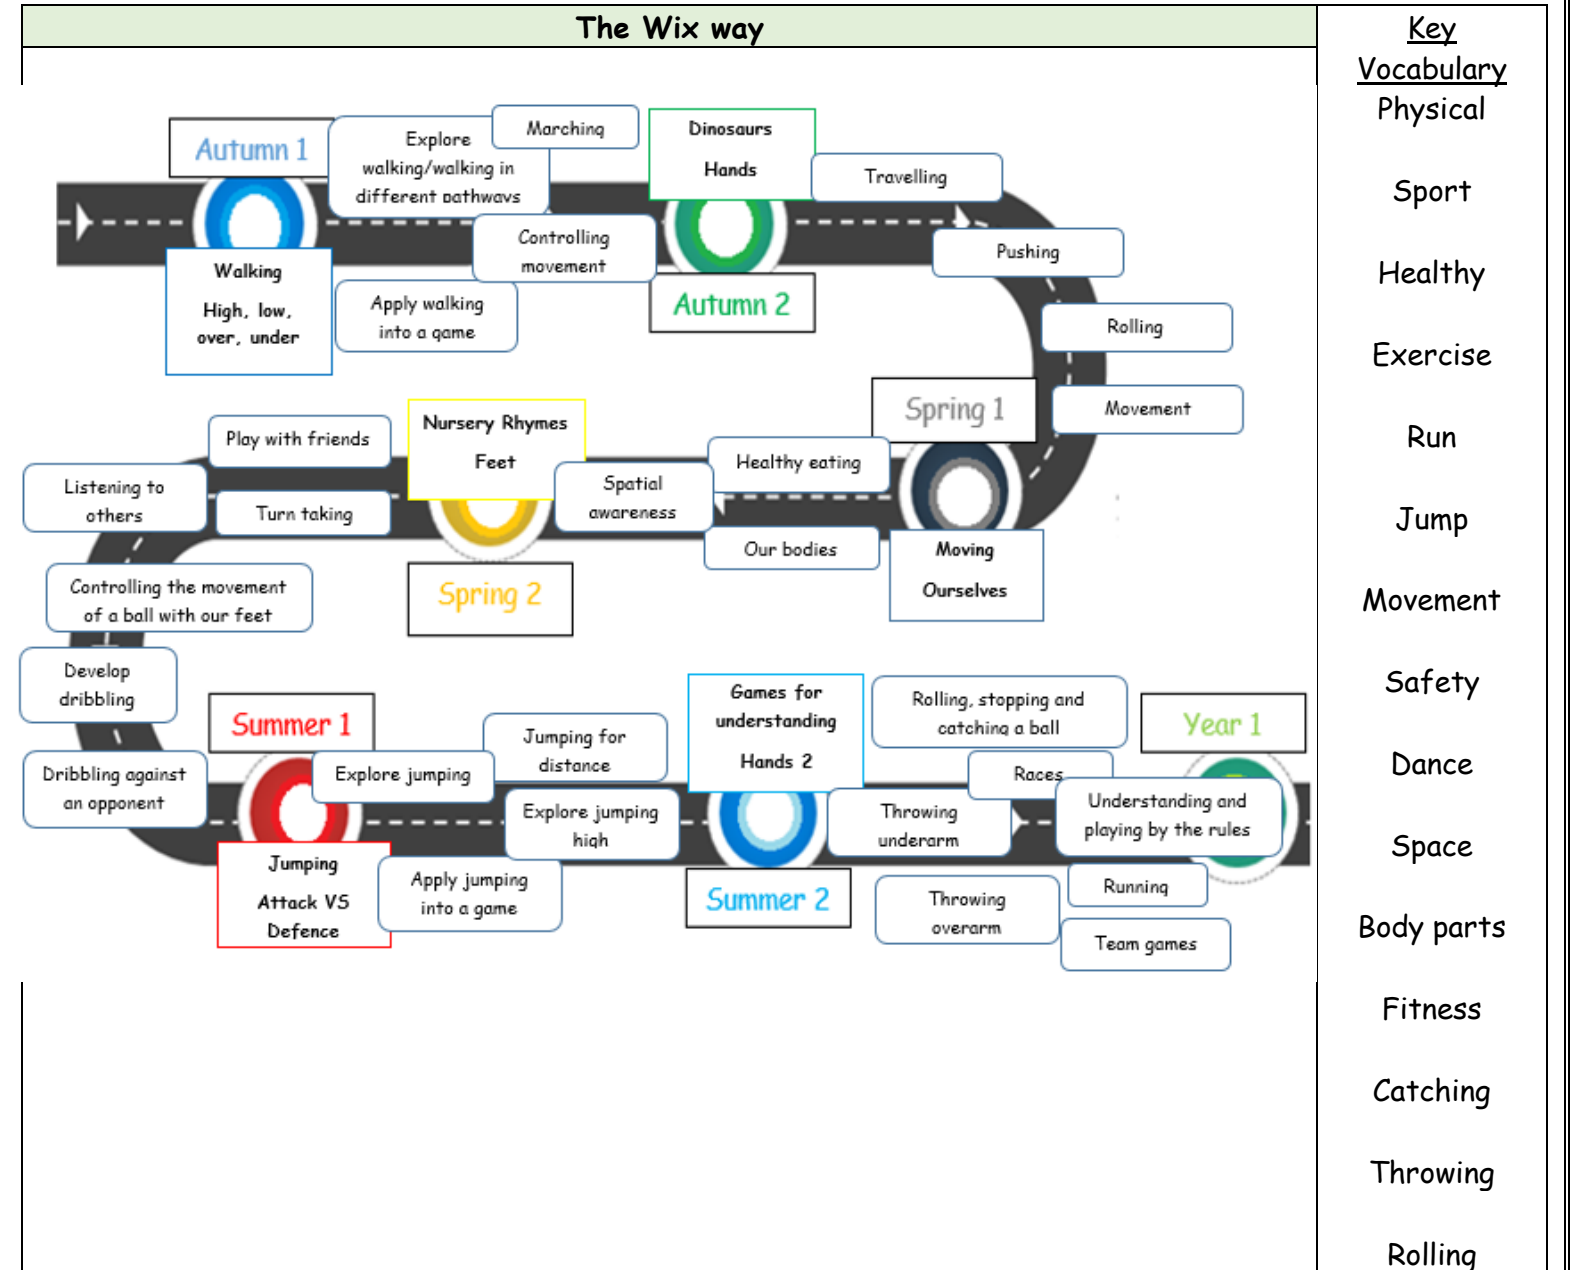 The Wix way
Autumn 1
Explore
walking/walking in
different pathways
Marching
Dinosaurs
Hands
Travelling
Walking
High, low,
over, under
Controlling
movement
Apply walking
into a game
Autumn 2
Pushing
Rolling
Movement
Spring 1
Moving
Ourselves
Healthy eating
Our bodies
Spatial
awareness
Nursery Rhymes
Feet
Spring 2
Play with friends
Turn taking
Listening to
others
Controlling the movement
of a ball with our feet
Develop
dribbling
Dribbling against
an opponent
Summer 1
Jumping
Attack VS
Defence
Explore jumping
Jumping for
distance
Explore jumping
high
Apply jumping
into a game
Games for
understanding
Hands 2
Summer 2
Rolling, stopping and
catching a ball
Races
Throwing
underarm
Understanding and
playing by the rules
Throwing
overarm
Running
Team games
Year 1
Key
Vocabulary
Physical
Sport
Healthy
Exercise
Run
Jump
Movement
Safety
Dance
Space
Body parts
Fitness
Catching
Throwing
Rolling